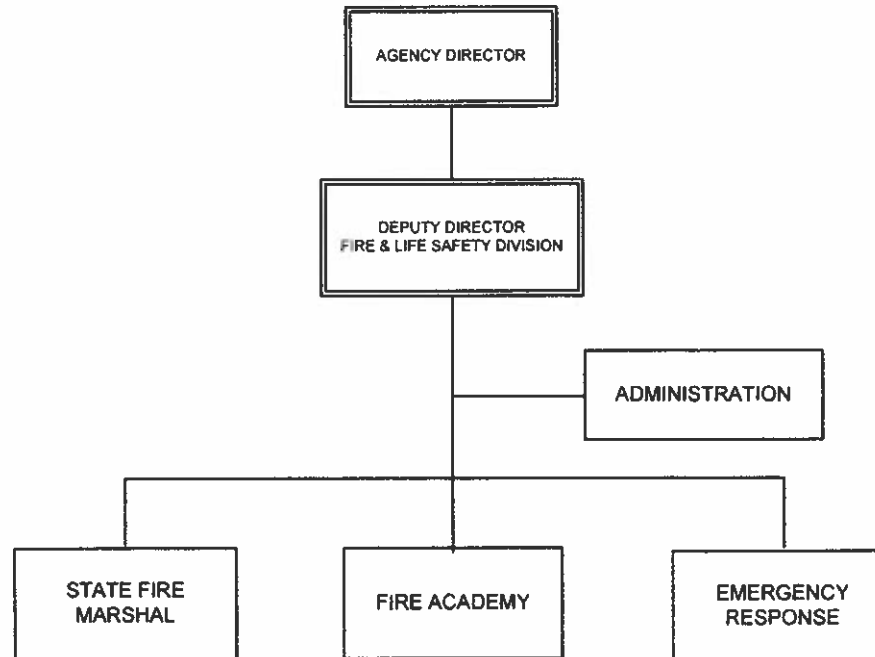 AGENCY DIRECTOR
DEPUTY DIRECTOR
FIRE & LIFE SAFETY DIVISION
ADMINISTRATION
STATE FIRE
MARSHAL
FIRE ACADEMY
EMERGENCY
RESPONSE